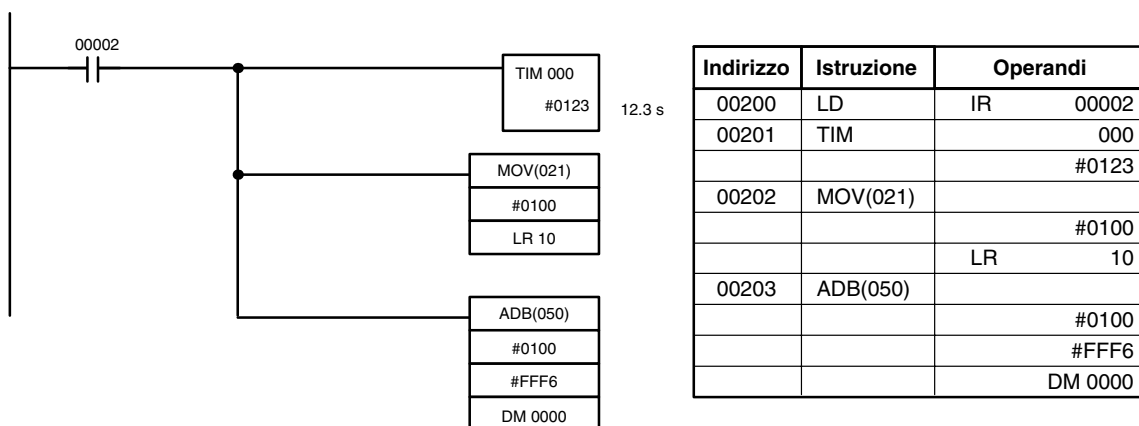 00002
TIM 000
#0123
12.3 s
MOV(021)
#0100
LR 10
ADB(050)
#0100
#FFF6
DM 0000
Indirizzo Istruzione Operandi
00200 LD IR 00002
00201 TIM 000
#0123
00202 MOV(021)
#0100
LR 10
00203 ADB(050)
#0100
#FFF6
DM 0000